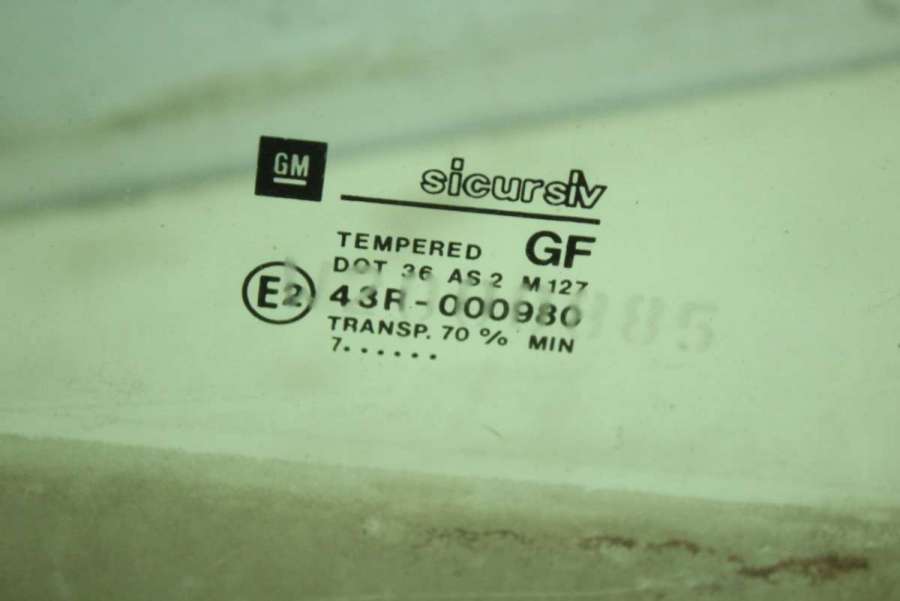 GM
sicursiv
TEMPERED GF
DOT 36 AS 2 M 127
E2 43R-000980
TRANSP. 70 % MIN
7......